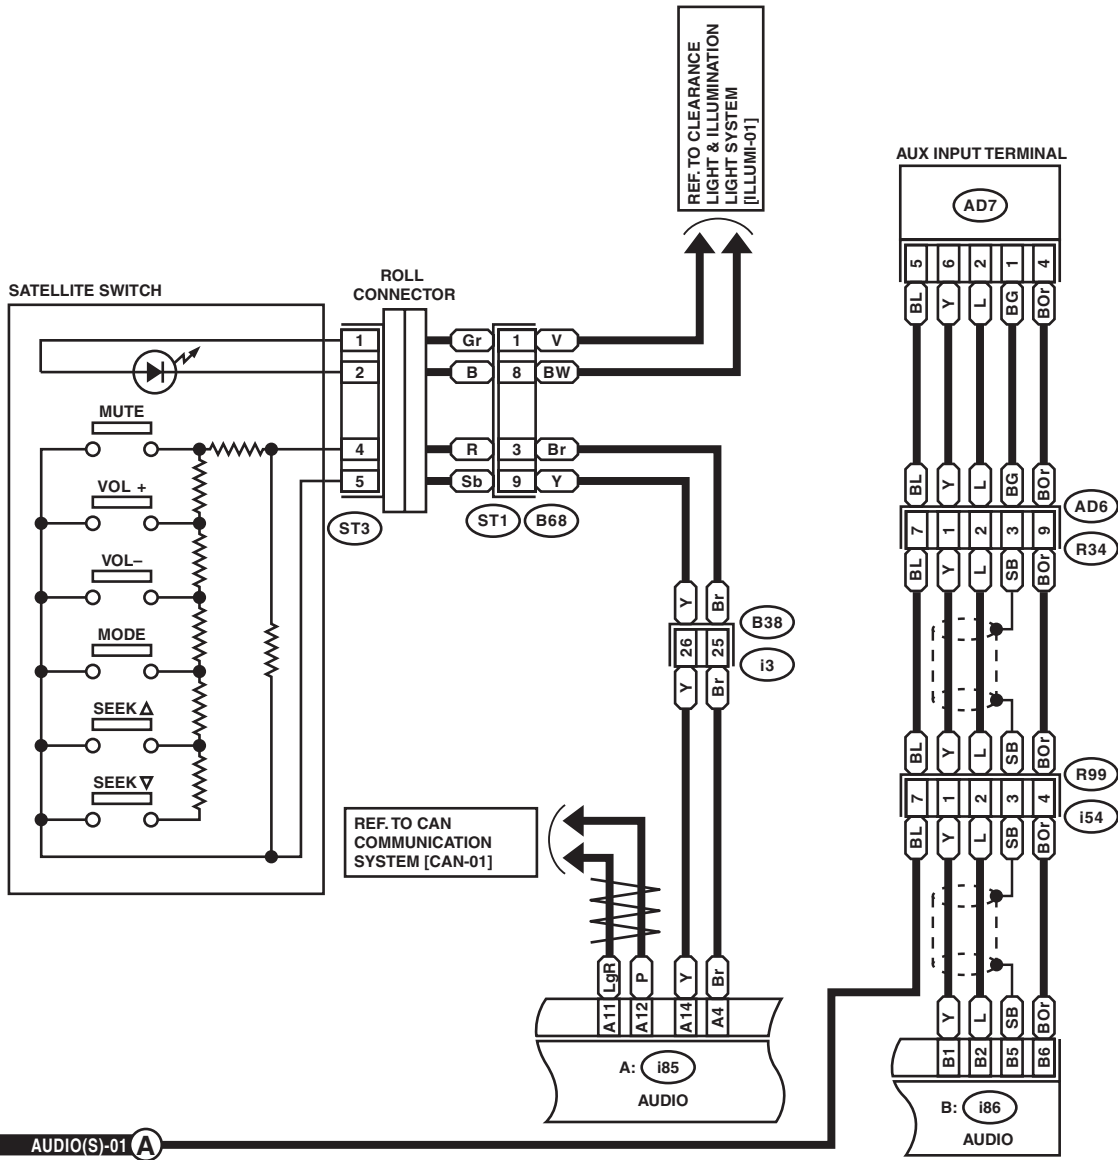 REF. TO CLEARANCE
LIGHT & ILLUMINATION
LIGHT SYSTEM
[ILLUMI-01]
AUX INPUT TERMINAL
AD7
5 6 2 1 4
BL Y L BG BOr
SATELLITE SWITCH
ROLL
CONNECTOR
1 Gr 1 V
2 B 8 BW
MUTE
4 R 3 Br
5 Sb 9 Y
VOL +
ST3
ST1 B68
VOL–
MODE
SEEK △
SEEK ▽
BL Y L BG BOr
AD6
7 1 2 3 9
R34
BL Y L SB BOr
Y Br
B38
26 25
i3
Y Br
BL Y L SB BOr
R99
7 1 2 3 4
i54
BL Y L SB BOr
REF. TO CAN
COMMUNICATION
SYSTEM [CAN-01]
LgR P Y Br
A11 A12 A14 A4
A: i85
AUDIO
Y L SB BOr
B1 B2 B5 B6
B: i86
AUDIO
AUDIO(S)-01 A